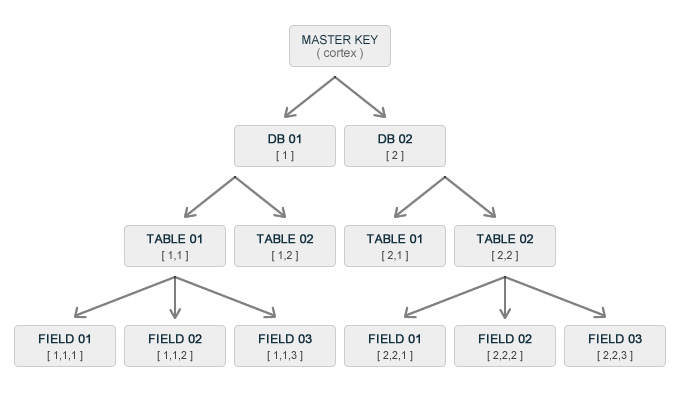 MASTER KEY
( cortex )
DB 01
[ 1 ]
DB 02
[ 2 ]
TABLE 01
[ 1,1 ]
TABLE 02
[ 1,2 ]
TABLE 01
[ 2,1 ]
TABLE 02
[ 2,2 ]
FIELD 01
[ 1,1,1 ]
FIELD 02
[ 1,1,2 ]
FIELD 03
[ 1,1,3 ]
FIELD 01
[ 2,2,1 ]
FIELD 02
[ 2,2,2 ]
FIELD 03
[ 2,2,3 ]